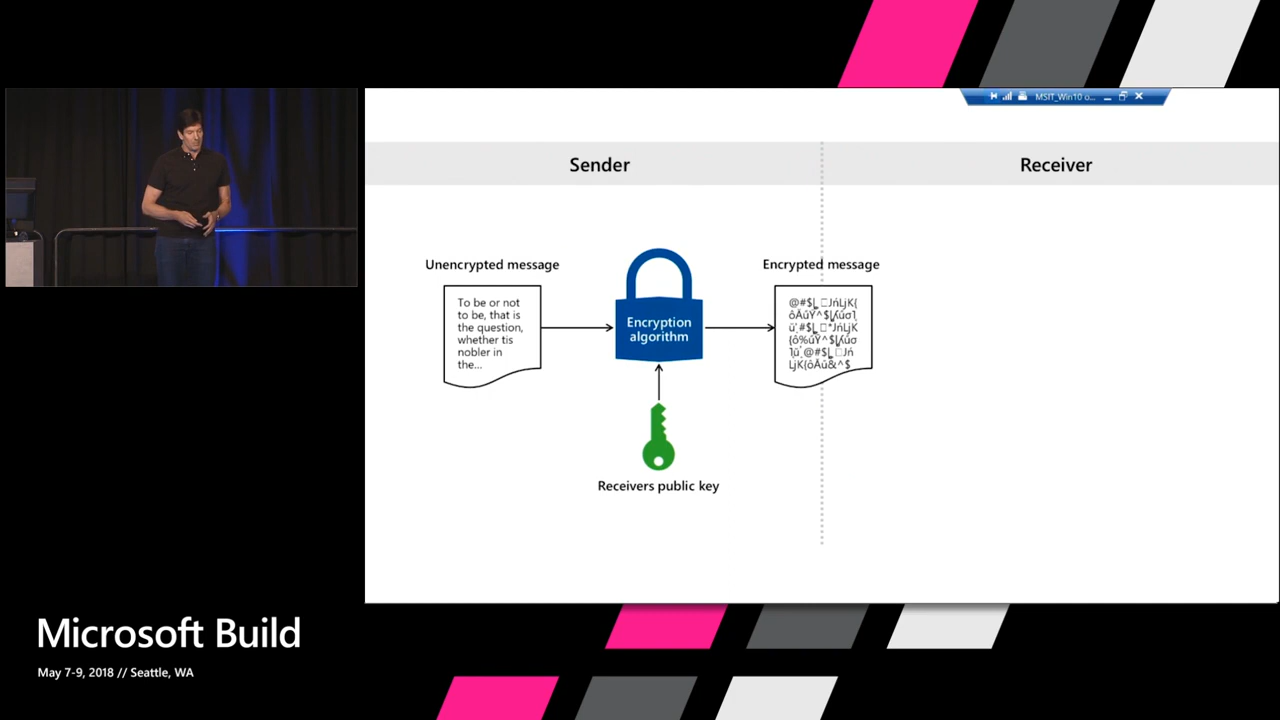 MSIT_Win10 o...
Sender
Receiver
Unencrypted message
Encrypted message
To be or not
to be, that is
the question,
whether tis
nobler in
the...
Encryption
algorithm
Receivers public key
Microsoft Build
May 7-9, 2018 // Seattle, WA